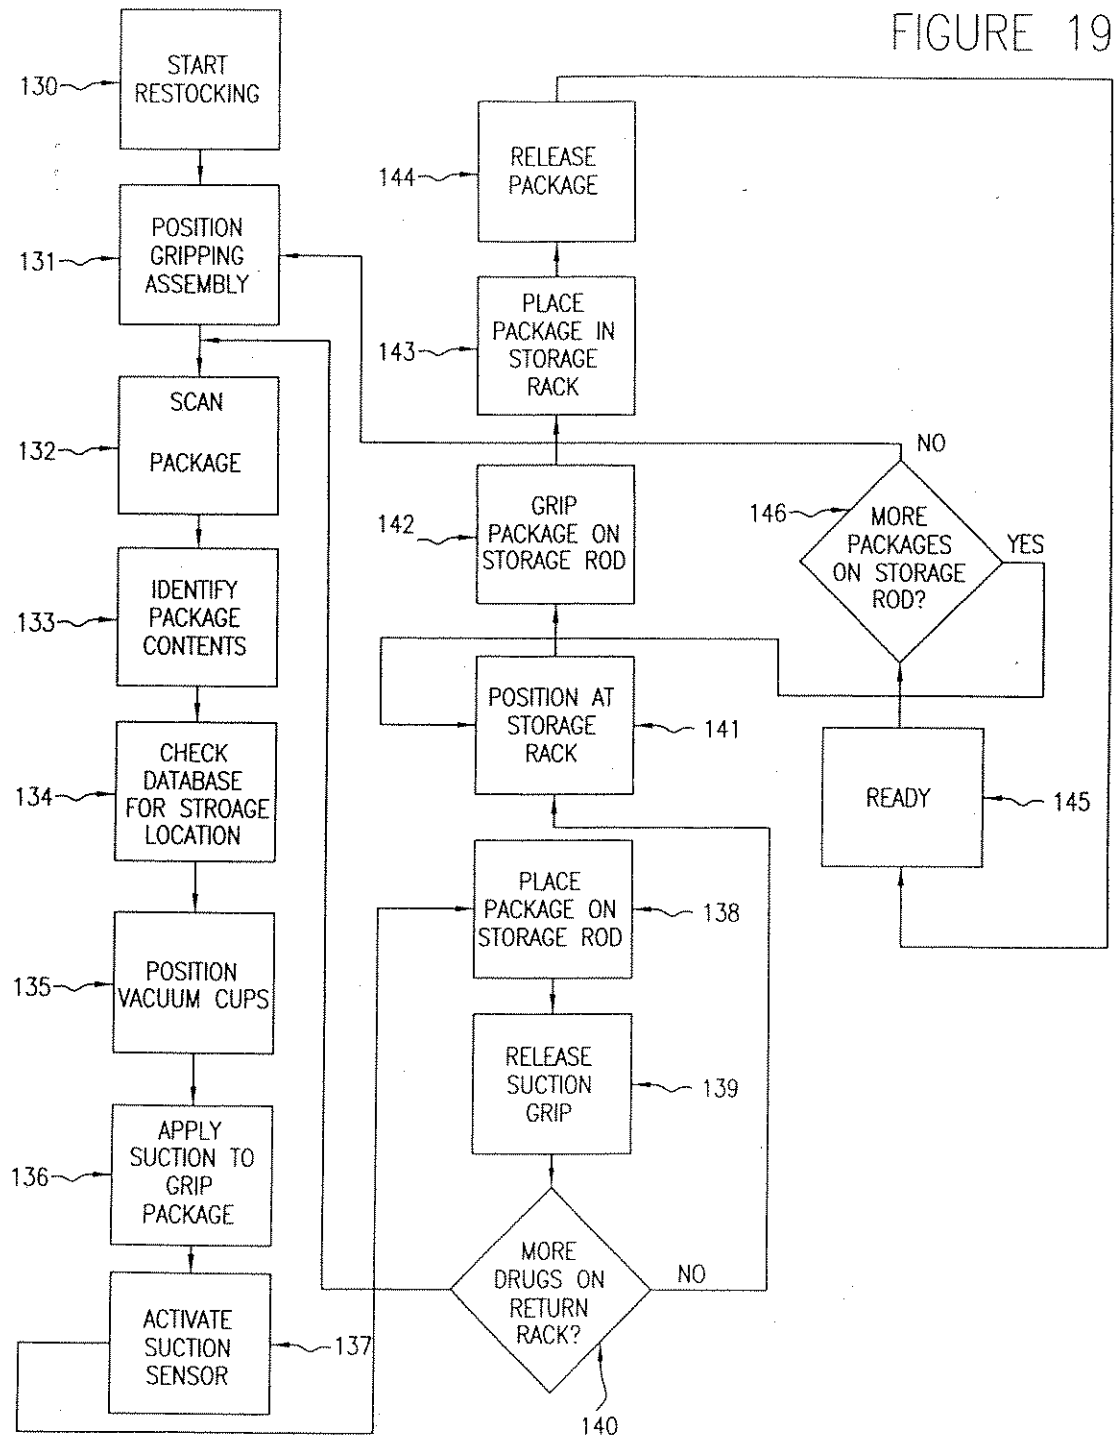 FIGURE 19
130
START
RESTOCKING
131
POSITION
GRIPPING
ASSEMBLY
132
SCAN
PACKAGE
133
IDENTIFY
PACKAGE
CONTENTS
134
CHECK
DATABASE
FOR STROAGE
LOCATION
135
POSITION
VACUUM CUPS
136
APPLY
SUCTION TO
GRIP
PACKAGE
ACTIVATE
SUCTION
SENSOR
137
PLACE
PACKAGE ON
STORAGE ROD
138
RELEASE
SUCTION
GRIP
139
MORE
DRUGS ON
RETURN
RACK?
NO
140
POSITION AT
STORAGE
RACK
141
142
GRIP
PACKAGE ON
STORAGE ROD
143
PLACE
PACKAGE IN
STORAGE
RACK
144
RELEASE
PACKAGE
READY
145
146
MORE
PACKAGES
ON STORAGE
ROD?
NO
YES